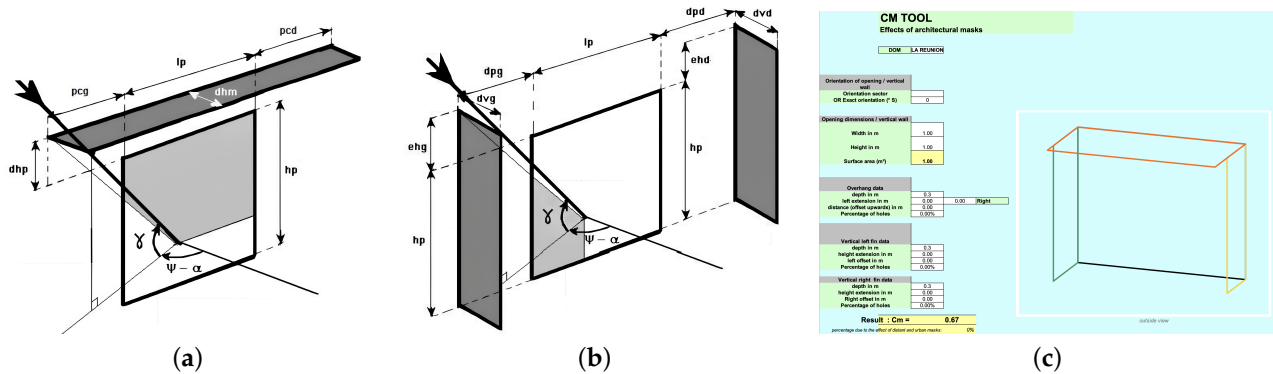 pcd
lp
pcg
dhm
dhp
hp
γ
Ψ – α
(a)
dvd
dpd
lp
ehd
dpg
dvg
ehg
hp
hp
γ
Ψ – α
(b)
CM TOOL
Effects of architectural masks
DOM LA REUNION
Orientation of opening / vertical
wall
Orientation sector
OR Exact orientation (° S) 0
Opening dimensions / vertical wall
Width in m 1.00
Height in m 1.00
Surface area (m²) 1.00
Overhang data
depth in m 0.3
left extension in m 0.00 0.00 Right
distance (offset upwards) in m 0.00
Percentage of holes 0.00%
Vertical left fin data
depth in m 0.3
height extension in m 0.00
left offset in m 0.00
Percentage of holes 0.00%
Vertical right fin data
depth in m 0.3
height extension in m 0.00
Right offset in m 0.00
Percentage of holes 0.00%
Result : Cm = 0.67
percentage due to the effect of distant and urban masks: 0%
outside view
(c)